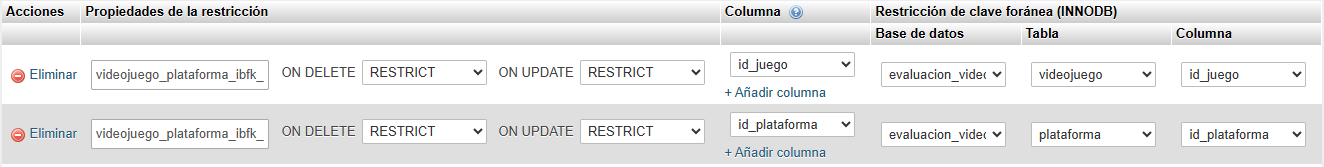 Acciones Propiedades de la restricción Columna Restricción de clave foránea (INNODB)
Base de datos Tabla Columna
Eliminar videojuego_plataforma_ibfk_ ON DELETE RESTRICT ON UPDATE RESTRICT id_juego evaluacion_videc videojuego id_juego
+ Añadir columna
Eliminar videojuego_plataforma_ibfk_ ON DELETE RESTRICT ON UPDATE RESTRICT id_plataforma evaluacion_videc plataforma id_plataforma
+ Añadir columna